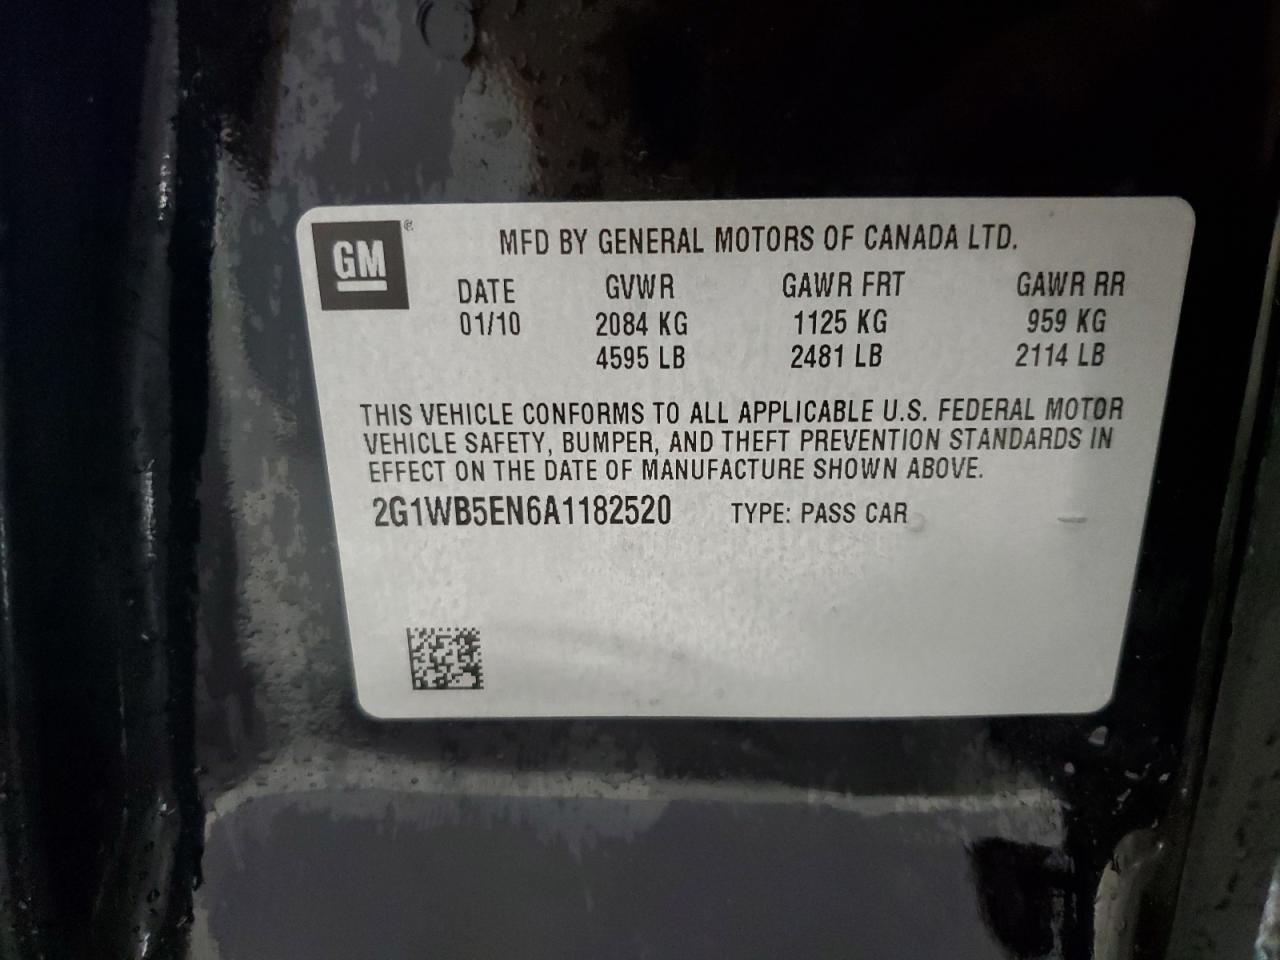 GM ®
MFD BY GENERAL MOTORS OF CANADA LTD.
DATE GVWR GAWR FRT GAWR RR
01/10 2084 KG 1125 KG 959 KG
4595 LB 2481 LB 2114 LB
THIS VEHICLE CONFORMS TO ALL APPLICABLE U.S. FEDERAL MOTOR
VEHICLE SAFETY, BUMPER, AND THEFT PREVENTION STANDARDS IN
EFFECT ON THE DATE OF MANUFACTURE SHOWN ABOVE.
2G1WB5EN6A1182520 TYPE: PASS CAR